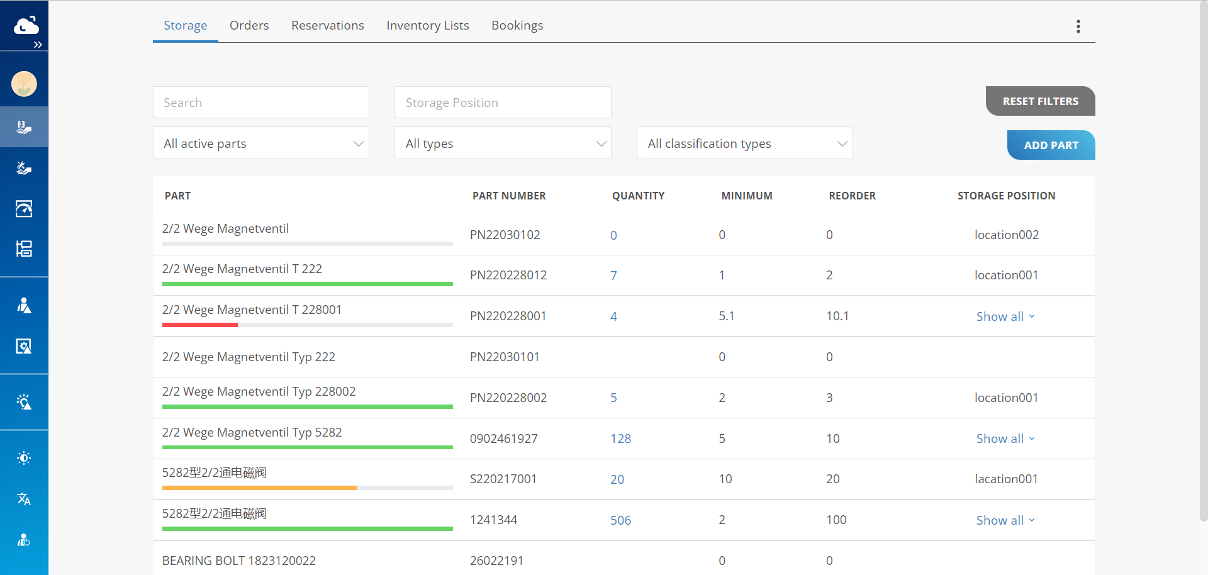 Storage Orders Reservations Inventory Lists Bookings
Search Storage Position RESET FILTERS
All active parts All types All classification types ADD PART
PART PART NUMBER QUANTITY MINIMUM REORDER STORAGE POSITION
2/2 Wege Magnetventil PN22030102 0 0 0 location002
2/2 Wege Magnetventil T 222 PN220228012 7 1 2 location001
2/2 Wege Magnetventil T 228001 PN220228001 4 5.1 10.1 Show all
2/2 Wege Magnetventil Typ 222 PN22030101 0 0
2/2 Wege Magnetventil Typ 228002 PN220228002 5 2 3 location001
2/2 Wege Magnetventil Typ 5282 0902461927 128 5 10 Show all
5282型2/2通电磁阀 S220217001 20 10 20 lacation001
5282型2/2通电磁阀 1241344 506 2 100 Show all
BEARING BOLT 1823120022 26022191 0 0